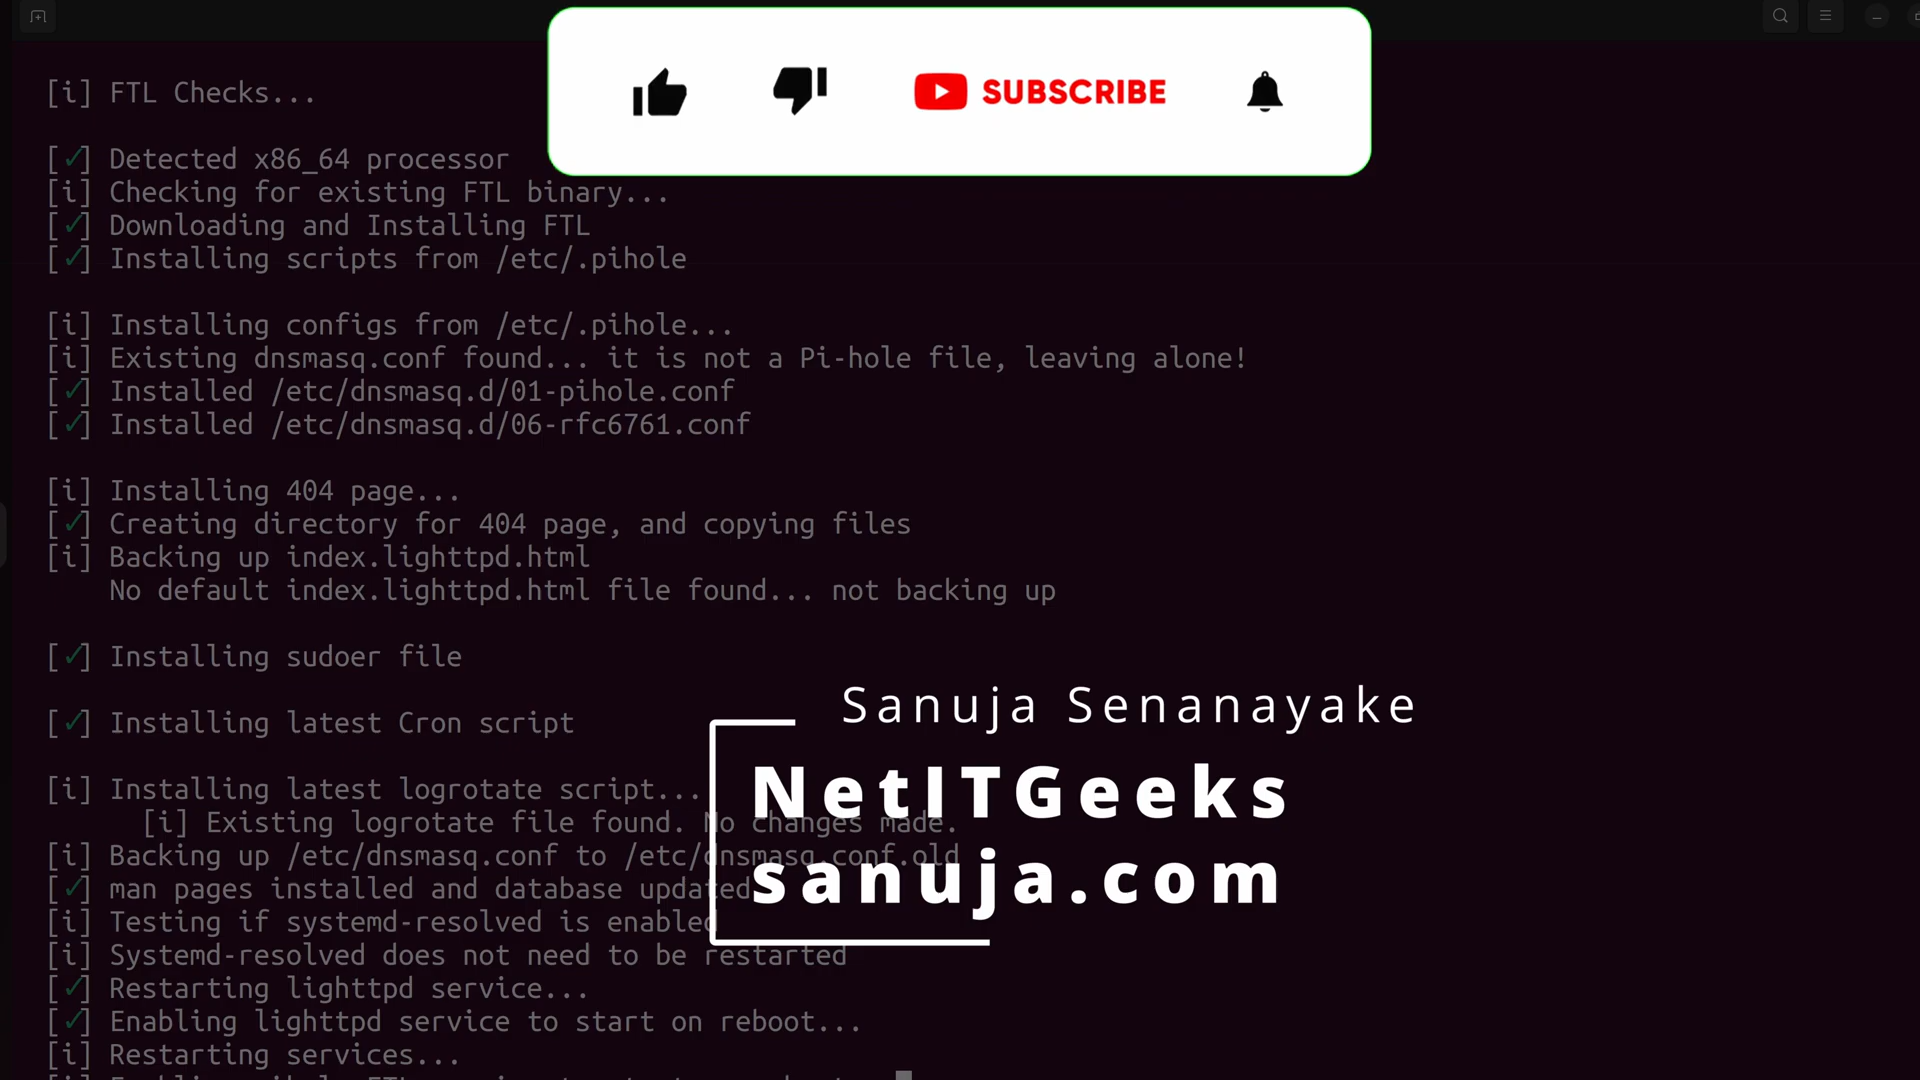 SUBSCRIBE
[i] FTL Checks...
[✓] Detected x86_64 processor
[i] Checking for existing FTL binary...
[✓] Downloading and Installing FTL
[✓] Installing scripts from /etc/.pihole
[i] Installing configs from /etc/.pihole...
[i] Existing dnsmasq.conf found... it is not a Pi-hole file, leaving alone!
[✓] Installed /etc/dnsmasq.d/01-pihole.conf
[✓] Installed /etc/dnsmasq.d/06-rfc6761.conf
[i] Installing 404 page...
[✓] Creating directory for 404 page, and copying files
[i] Backing up index.lighttpd.html
No default index.lighttpd.html file found... not backing up
[✓] Installing sudoer file
[✓] Installing latest Cron script
[i] Installing latest logrotate script...
[i] Existing logrotate file found. No changes made.
[i] Backing up /etc/dnsmasq.conf to /etc/dnsmasq.conf.old
[✓] man pages installed and database updated
[i] Testing if systemd-resolved is enabled
[i] Systemd-resolved does not need to be restarted
[✓] Restarting lighttpd service...
[✓] Enabling lighttpd service to start on reboot...
[i] Restarting services...
Sanuja Senanayake
NetITGeeks
sanuja.com